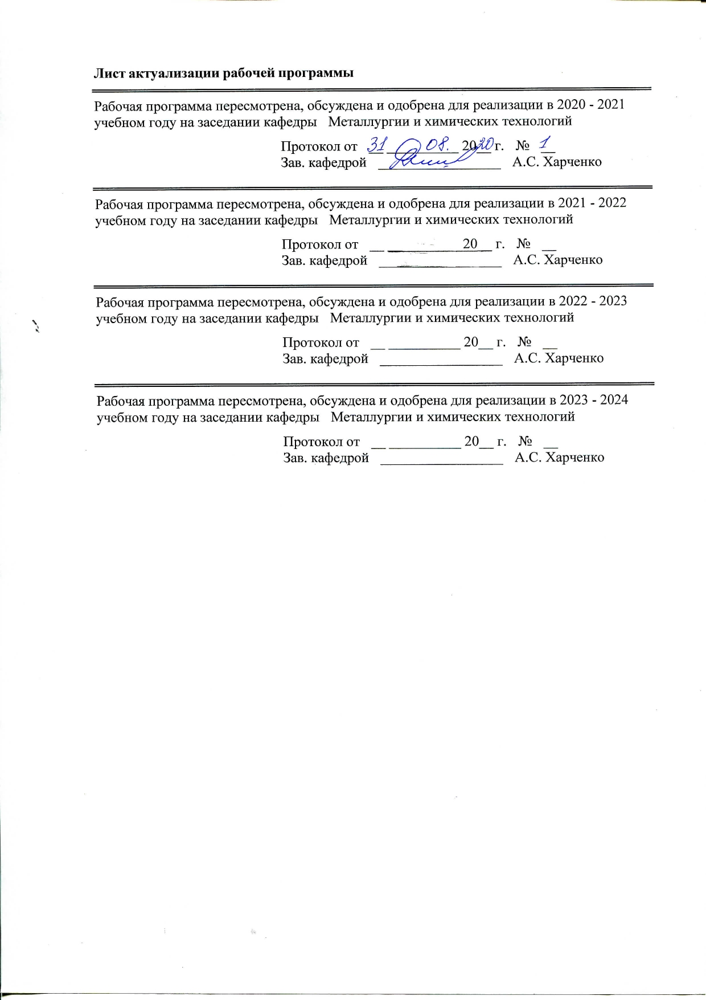 Лист актуализации рабочей программы
Рабочая программа пересмотрена, обсуждена и одобрена для реализации в 2020 - 2021
учебном году на заседании кафедры Металлургии и химических технологий
Протокол от 31 08. 2020 г. № 1
Зав. кафедрой ____ А.С. Харченко
Рабочая программа пересмотрена, обсуждена и одобрена для реализации в 2021 - 2022
учебном году на заседании кафедры Металлургии и химических технологий
Протокол от __ __________ 20__ г. № __
Зав. кафедрой _________________ А.С. Харченко
Рабочая программа пересмотрена, обсуждена и одобрена для реализации в 2022 - 2023
учебном году на заседании кафедры Металлургии и химических технологий
Протокол от __ __________ 20__ г. № __
Зав. кафедрой _________________ А.С. Харченко
Рабочая программа пересмотрена, обсуждена и одобрена для реализации в 2023 - 2024
учебном году на заседании кафедры Металлургии и химических технологий
Протокол от __ __________ 20__ г. № __
Зав. кафедрой _________________ А.С. Харченко